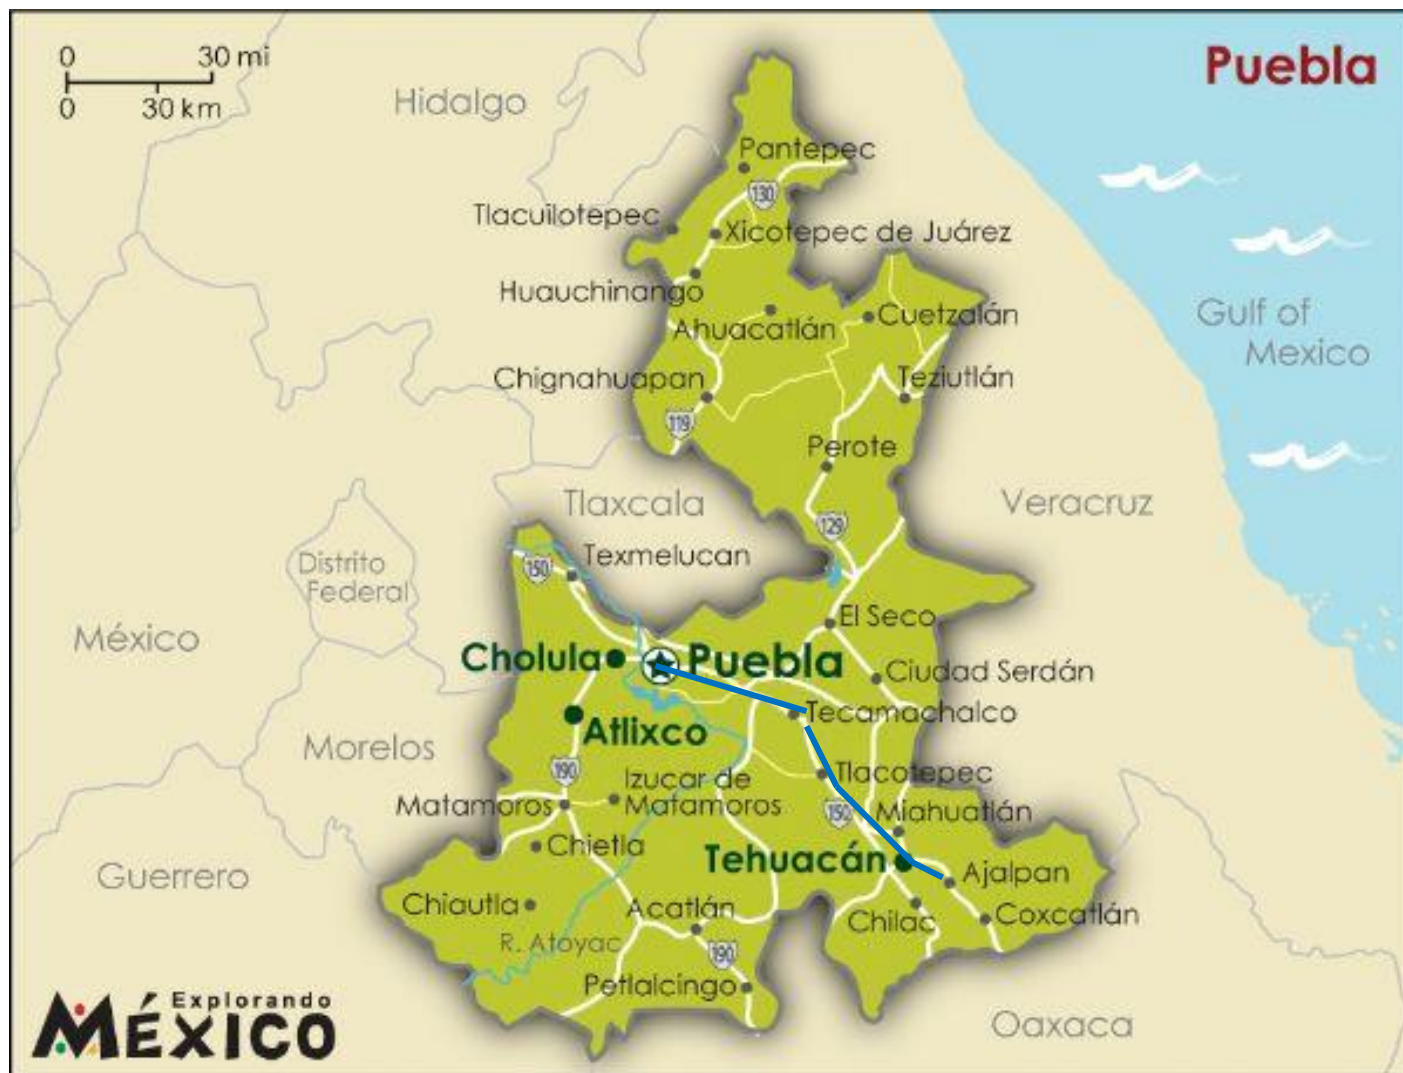 0 30 mi
0 30 km
Puebla
Hidalgo
Pantepec
130
Tlacuilotepec
Xicotepec de Juárez
Huauchinango
Ahuacatlán
Cuetzalán
Gulf of
Mexico
Chignahuapan
Teziutlán
119
Perote
Tlaxcala
Veracruz
129
Distrito
Federal
150
Texmelucan
México
El Seco
Cholula
Puebla
Ciudad Serdán
Tecamachalco
Atlixco
Morelos
190
Izucar de
Matamoros
Tlacotepec
Matamoros
150
Miahuatlán
Chietla
Tehuacán
Ajalpan
Guerrero
Chiautla
Acatlán
Chilac
Coxcatlán
R. Atoyac
190
Petlalcingo
Oaxaca
Explorando
MÉXICO